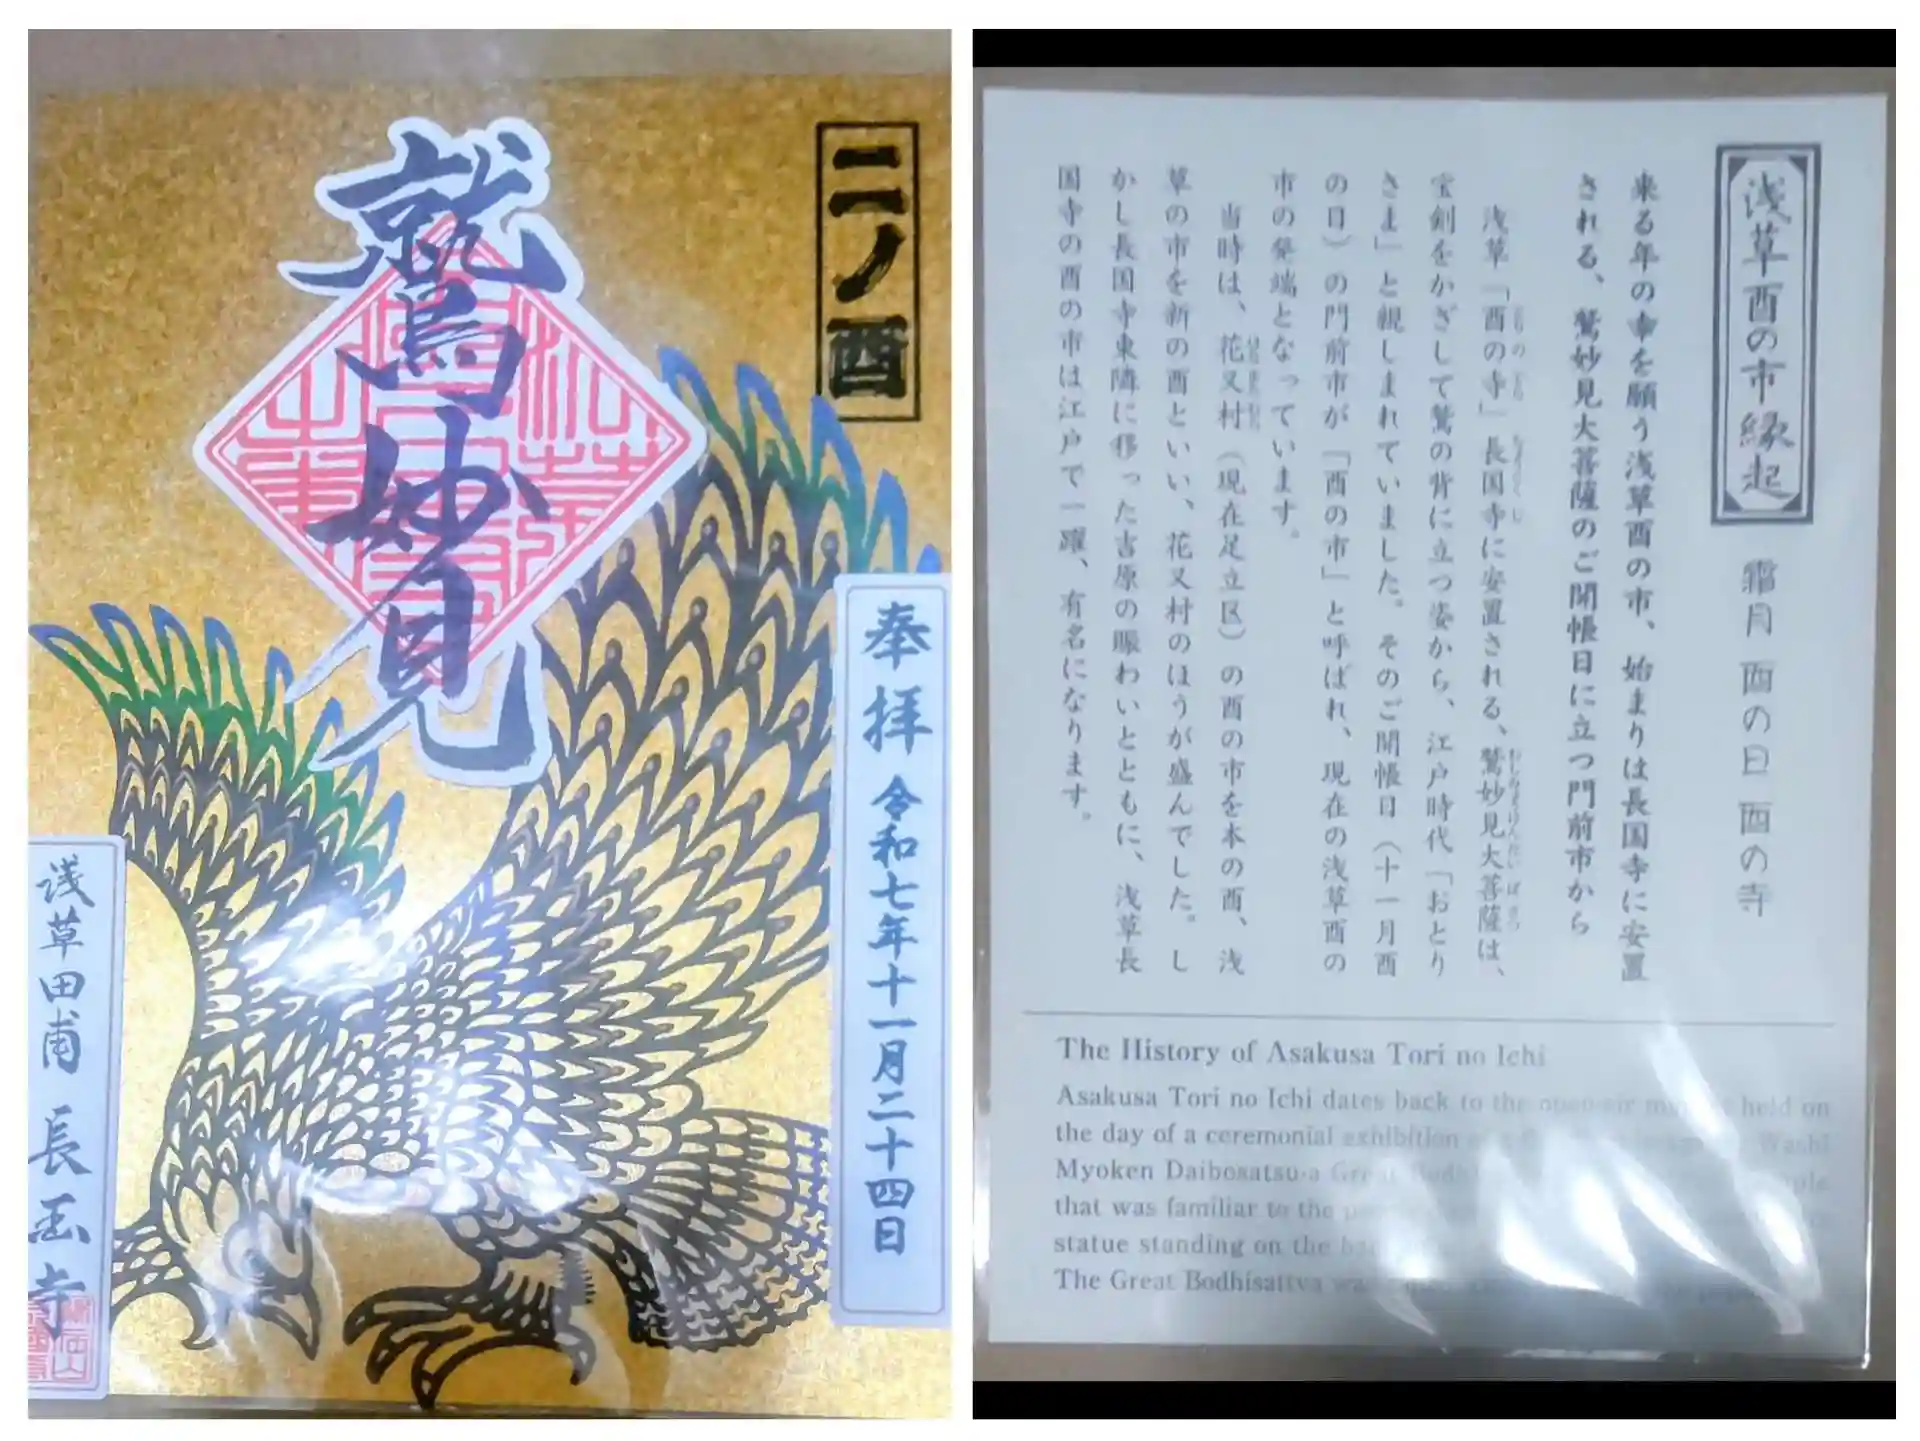 二ノ酉
鷲妙見
奉拝 令和七年十一月二十四日
浅草田甫 長国寺
浅草酉の市縁起
霜月 酉の日 酉の寺
来る年の幸を願う浅草酉の市、始まりは長国寺に安置
される、鷲妙見大菩薩のご開帳日に立つ門前市から
浅草「酉の寺」長国寺に安置される、鷲妙見大菩薩は、
宝剣をかざして鷲の背に立つ姿から、江戸時代「おとり
さま」と親しまれていました。そのご開帳日(十一月酉
の日)の門前市が「酉の市」と呼ばれ、現在の浅草酉の
市の発端となっています。
当時は、花又村(現在足立区)の酉の市を本の酉、浅
草の市を新の酉といい、花又村のほうが盛んでした。し
かし長国寺東隣に移った吉原の賑わいとともに、浅草長
国寺の酉の市は江戸で一躍、有名になります。
The History of Asakusa Tori no Ichi
Asakusa Tori no Ichi dates back to the open-air market held on
the day of a ceremonial exhibition Washi
Myoken Daibosatsu-a Great
that was familiar to the
statue standing on the
The Great Bodhisattva